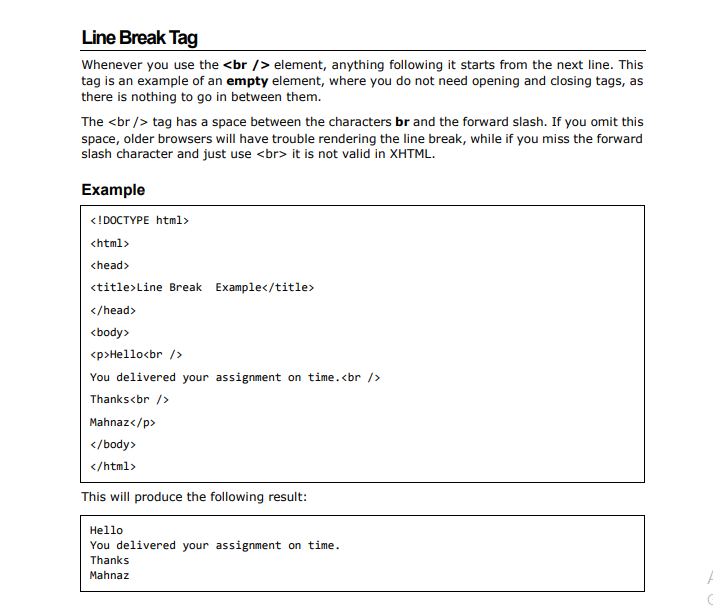 Line Break Tag
Whenever you use the <br /> element, anything following it starts from the next line. This
tag is an example of an empty element, where you do not need opening and closing tags, as
there is nothing to go in between them.
The <br /> tag has a space between the characters br and the forward slash. If you omit this
space, older browsers will have trouble rendering the line break, while if you miss the forward
slash character and just use <br> it is not valid in XHTML.
Example
<!DOCTYPE html>
<html>
<head>
<title>Line Break  Example</title>
</head>
<body>
<p>Hello<br />
You delivered your assignment on time.<br />
Thanks<br />
Mahnaz</p>
</body>
</html>
This will produce the following result:
Hello
You delivered your assignment on time.
Thanks
Mahnaz